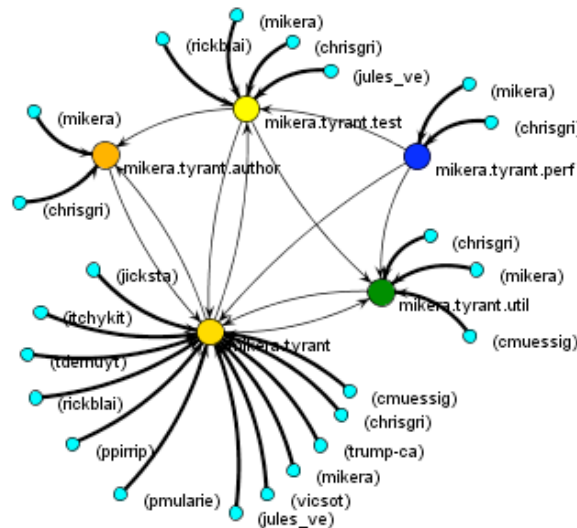 (mikera)
(rickblai)
(chrisgri)
(jules_ve)
mikera.tyrant.test
(mikera)
(mikera)
(chrisgri)
mikera.tyrant.author
mikera.tyrant.perf
(chrisgri)
(chrisgri)
(jicksta)
(mikera)
mikera.tyrant.util
(itchykit)
(cmuessig)
mikera.tyrant
(tdemuyt)
(rickblai)
(cmuessig)
(chrisgri)
(ppirrip)
(trump-ca)
(mikera)
(pmularie)
(vicsot)
(jules_ve)